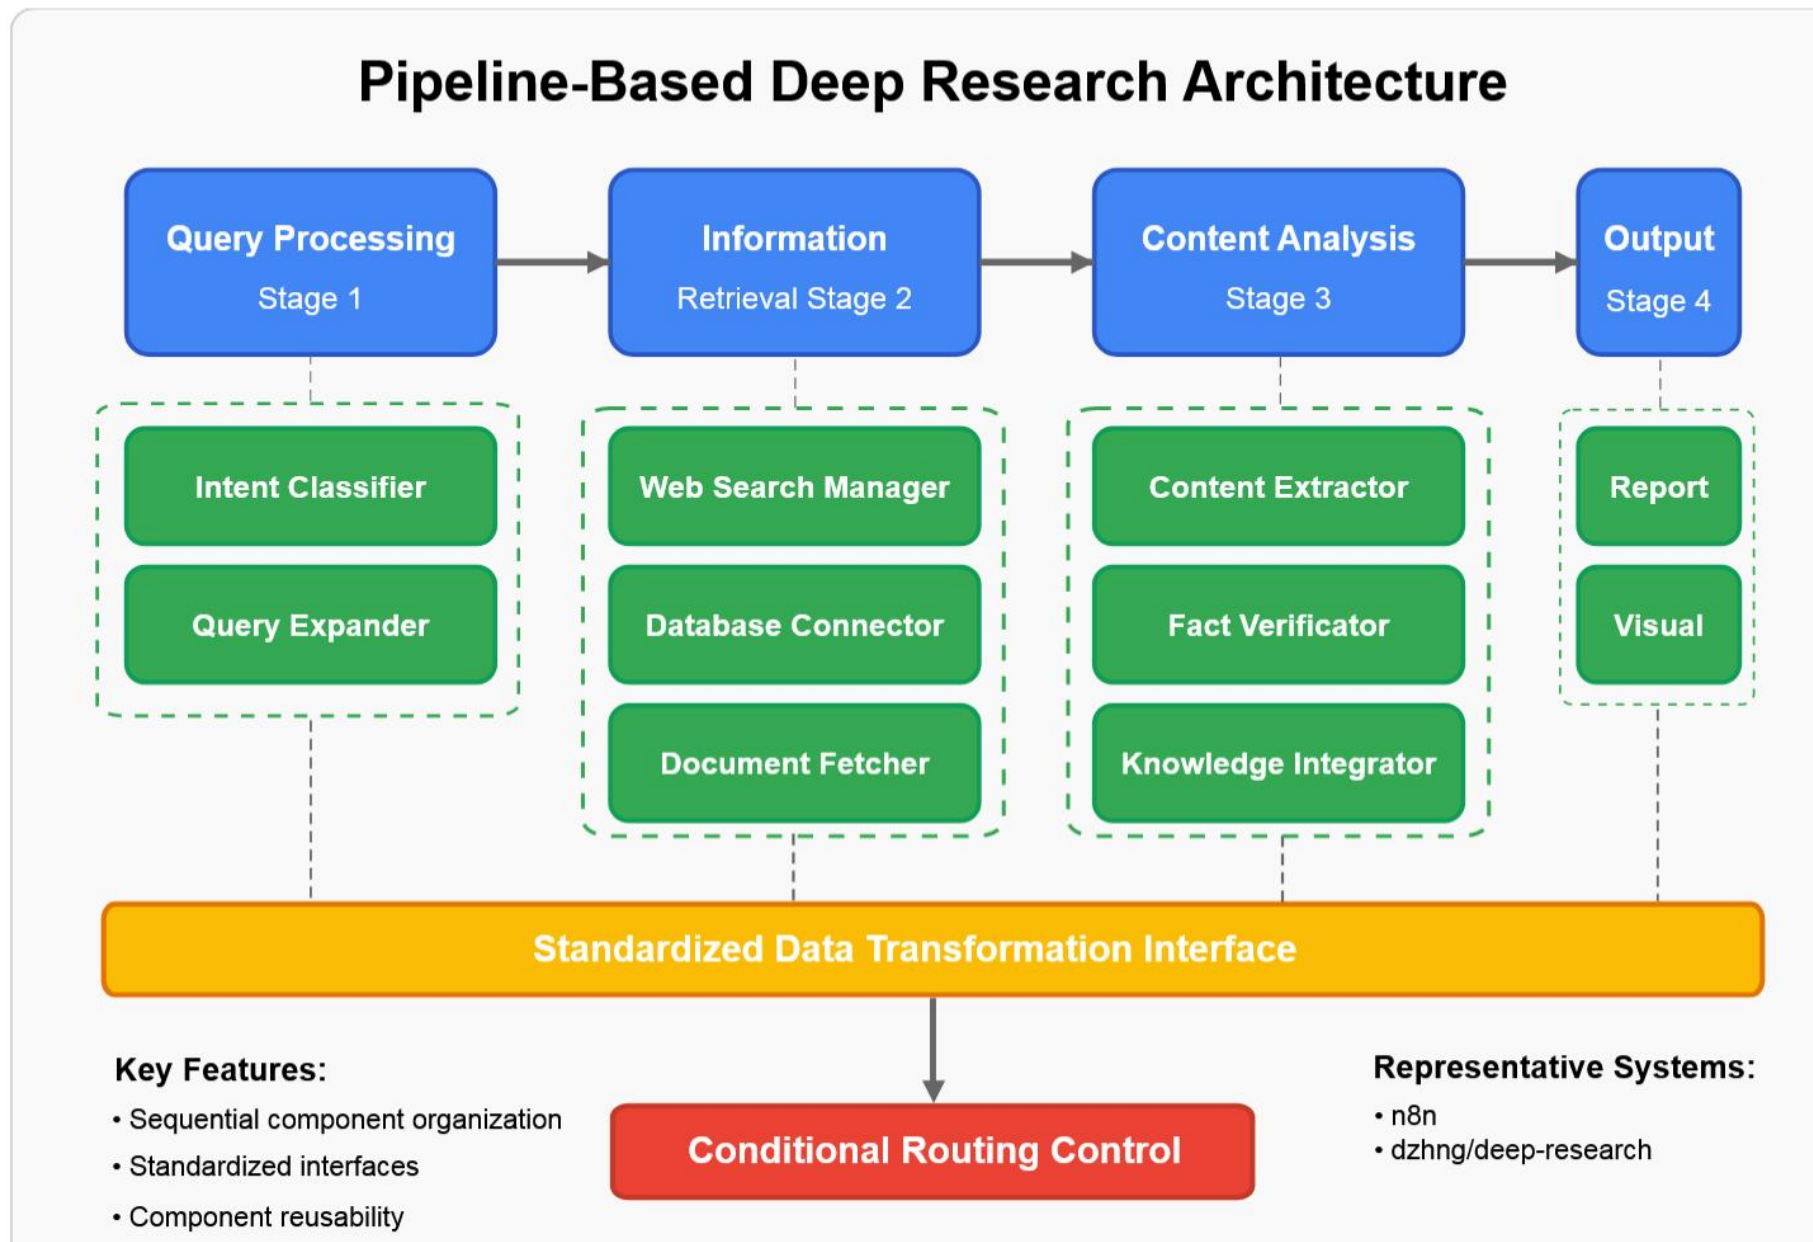 Pipeline-Based Deep Research Architecture
Query Processing
Stage 1
Information
Retrieval Stage 2
Content Analysis
Stage 3
Output
Stage 4
Intent Classifier
Query Expander
Web Search Manager
Database Connector
Document Fetcher
Content Extractor
Fact Verificator
Knowledge Integrator
Report
Visual
Standardized Data Transformation Interface
Conditional Routing Control
Key Features:
• Sequential component organization
• Standardized interfaces
• Component reusability
Representative Systems:
• n8n
• dzhng/deep-research